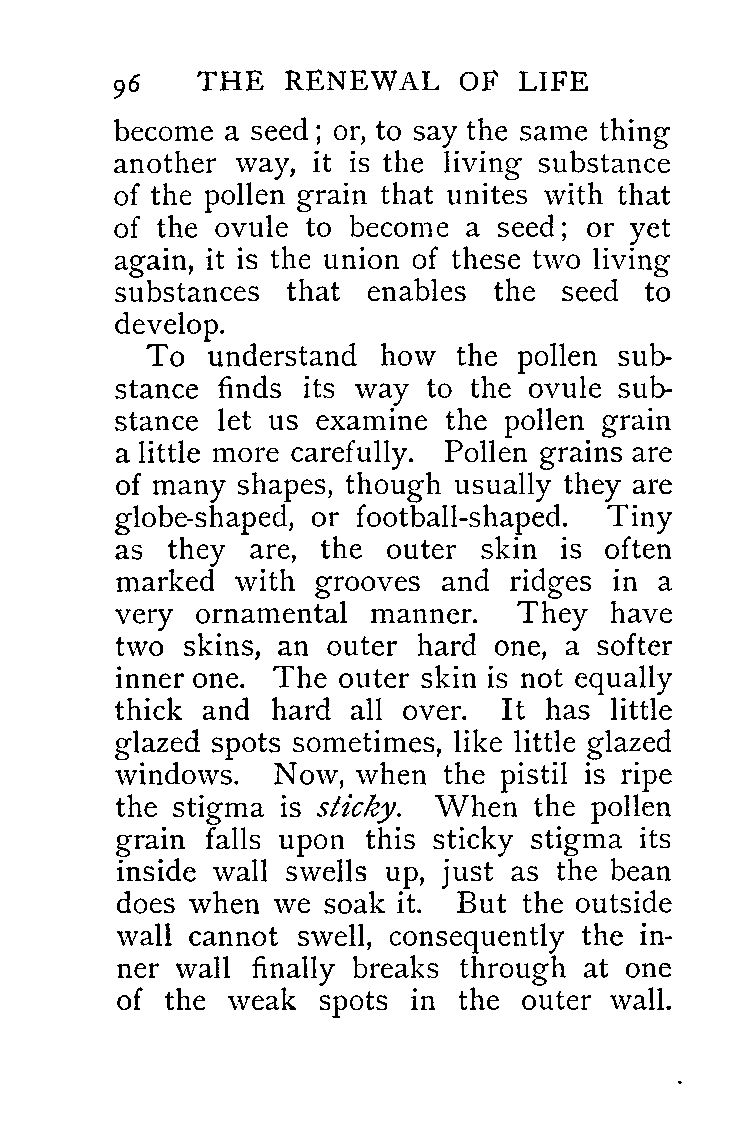 96 THE RENEWAL OF LIFE
become a seed; or, to say the same thing
another way, it is the living substance
of the pollen grain that unites with that
of the ovule to become a seed; or yet
again, it is the union of these two living
substances that enables the seed to
develop.
To understand how the pollen sub-
stance finds its way to the ovule sub-
stance let us examine the pollen grain
a little more carefully. Pollen grains are
of many shapes, though usually they are
globe-shaped, or football-shaped. Tiny
as they are, the outer skin is often
marked with grooves and ridges in a
very ornamental manner. They have
two skins, an outer hard one, a softer
inner one. The outer skin is not equally
thick and hard all over. It has little
glazed spots sometimes, like little glazed
windows. Now, when the pistil is ripe
the stigma is sticky. When the pollen
grain falls upon this sticky stigma its
inside wall swells up, just as the bean
does when we soak it. But the outside
wall cannot swell, consequently the in-
ner wall finally breaks through at one
of the weak spots in the outer wall.